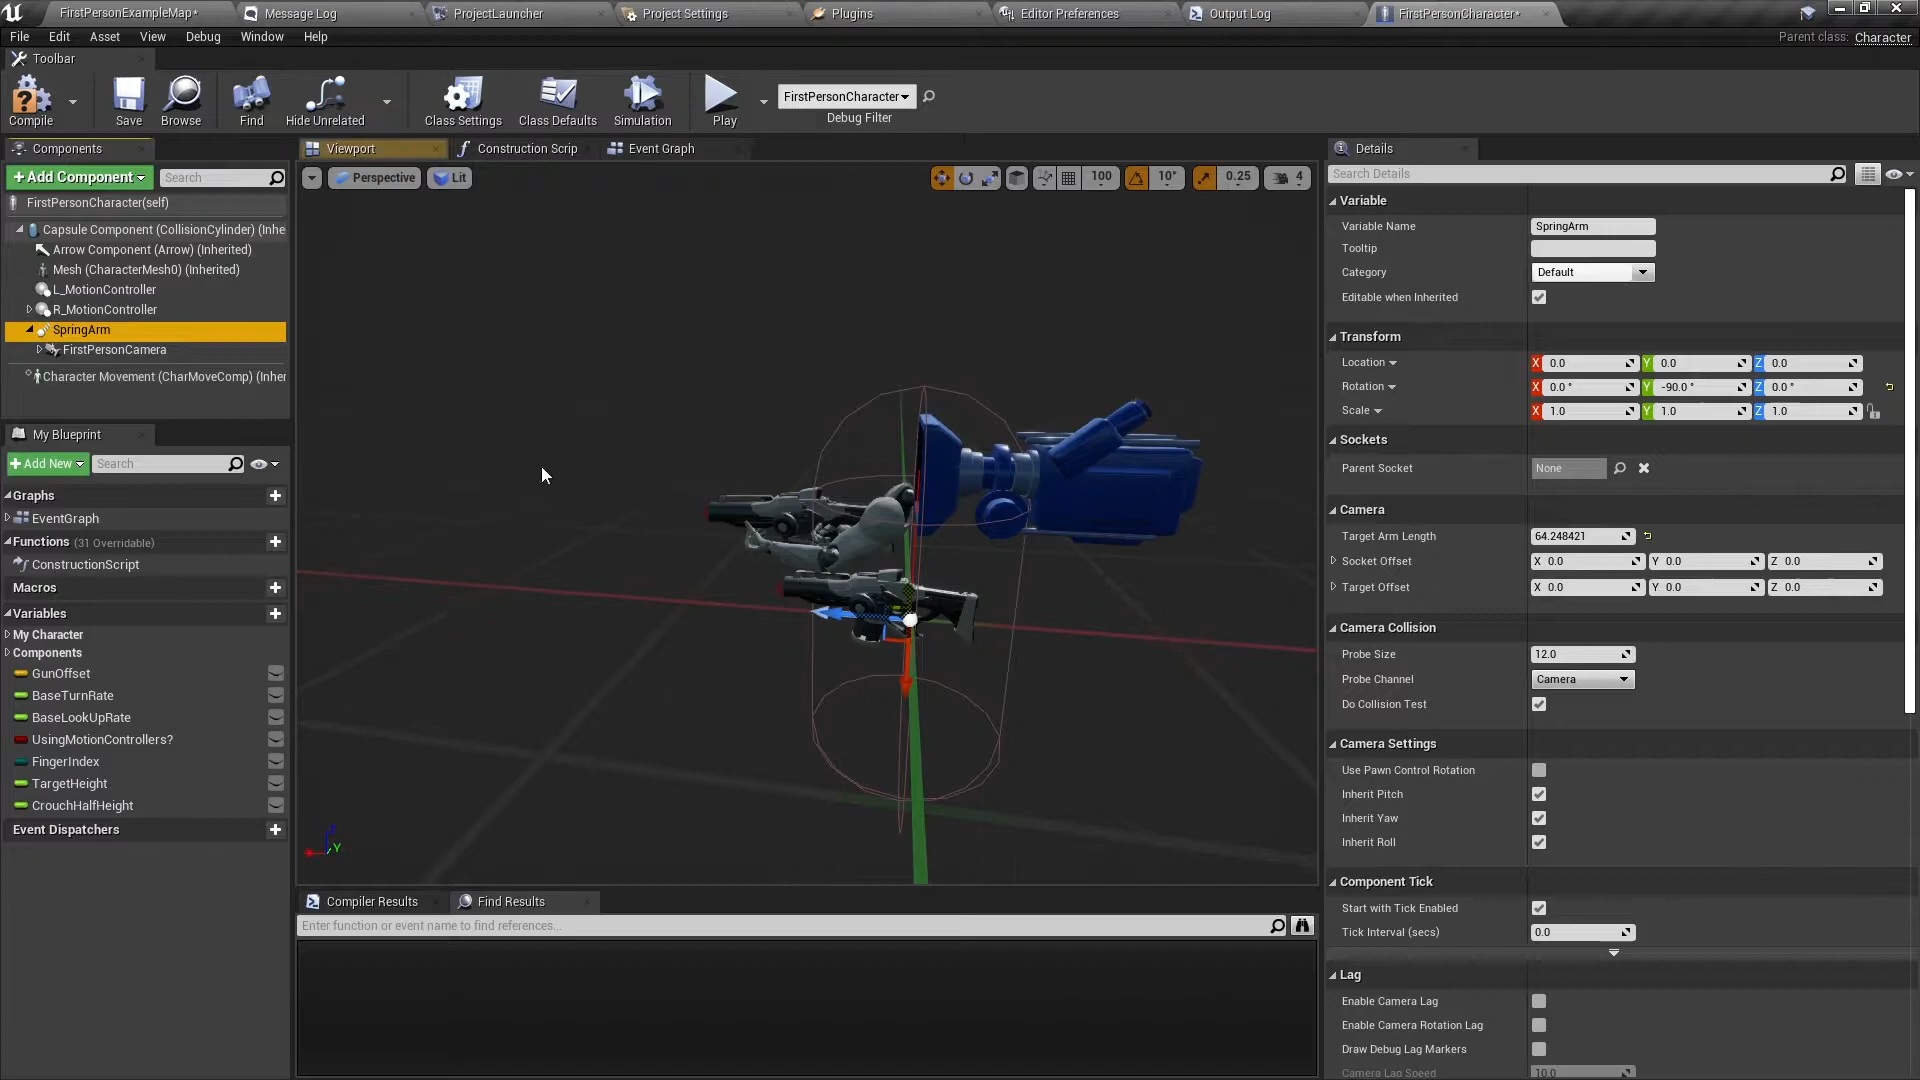 FirstPersonExampleMap*
Message Log
ProjectLauncher
Project Settings
Plugins
Editor Preferences
Output Log
FirstPersonCharacter*
File Edit Asset View Debug Window Help
Parent class: Character
Toolbar
Compile
Save
Browse
Find
Hide Unrelated
Class Settings
Class Defaults
Simulation
Play
FirstPersonCharacter
Debug Filter
Components
+Add Component
Search
FirstPersonCharacter(self)
Capsule Component (CollisionCylinder) (Inhe
Arrow Component (Arrow) (Inherited)
Mesh (CharacterMesh0) (Inherited)
L_MotionController
R_MotionController
SpringArm
FirstPersonCamera
Character Movement (CharMoveComp) (Inher
My Blueprint
+Add New
Search
Graphs
EventGraph
Functions (31 Overridable)
ConstructionScript
Macros
Variables
My Character
Components
GunOffset
BaseTurnRate
BaseLookUpRate
UsingMotionControllers?
FingerIndex
TargetHeight
CrouchHalfHeight
Event Dispatchers
Viewport
Construction Scrip
Event Graph
Perspective
Lit
100
10°
0.25
4
Y
Compiler Results
Find Results
Enter function or event name to find references...
Details
Search Details
Variable
Variable Name SpringArm
Tooltip
Category Default
Editable when Inherited
Transform
Location X 0.0 Y 0.0 Z 0.0
Rotation X 0.0 ° Y -90.0 ° Z 0.0 °
Scale X 1.0 Y 1.0 Z 1.0
Sockets
Parent Socket None
Camera
Target Arm Length 64.248421
Socket Offset X 0.0 Y 0.0 Z 0.0
Target Offset X 0.0 Y 0.0 Z 0.0
Camera Collision
Probe Size 12.0
Probe Channel Camera
Do Collision Test
Camera Settings
Use Pawn Control Rotation
Inherit Pitch
Inherit Yaw
Inherit Roll
Component Tick
Start with Tick Enabled
Tick Interval (secs) 0.0
Lag
Enable Camera Lag
Enable Camera Rotation Lag
Draw Debug Lag Markers
Camera Lag Speed 10.0